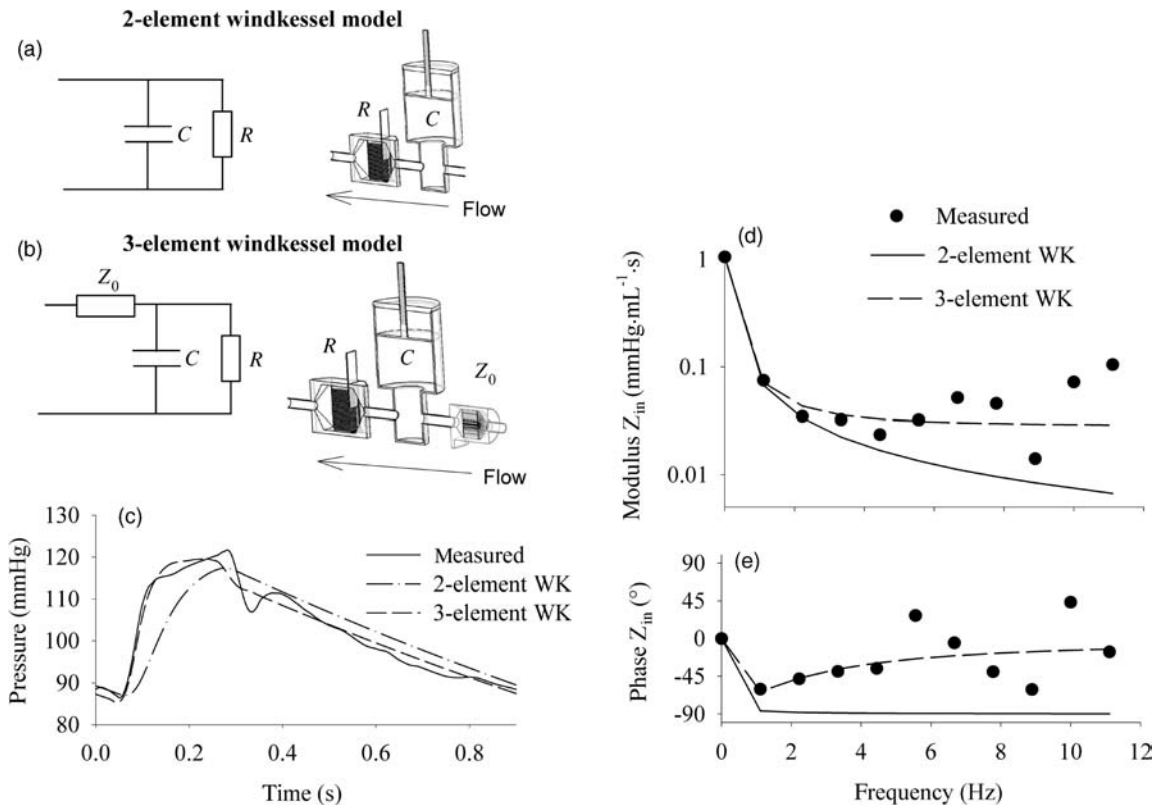 2-element windkessel model
(a)
C
R
R
C
Flow
(b)
3-element windkessel model
Z0
C
R
R
C
Z0
Flow
(c)
Pressure (mmHg)
130
120
110
100
90
80
Measured
2-element WK
3-element WK
0.0 0.2 0.4 0.6 0.8
Time (s)
Measured
2-element WK
3-element WK
(d)
Modulus Zin (mmHg·mL-1·s)
1
0.1
0.01
(e)
Phase Zin (°)
90
45
0
-45
-90
0 2 4 6 8 10 12
Frequency (Hz)